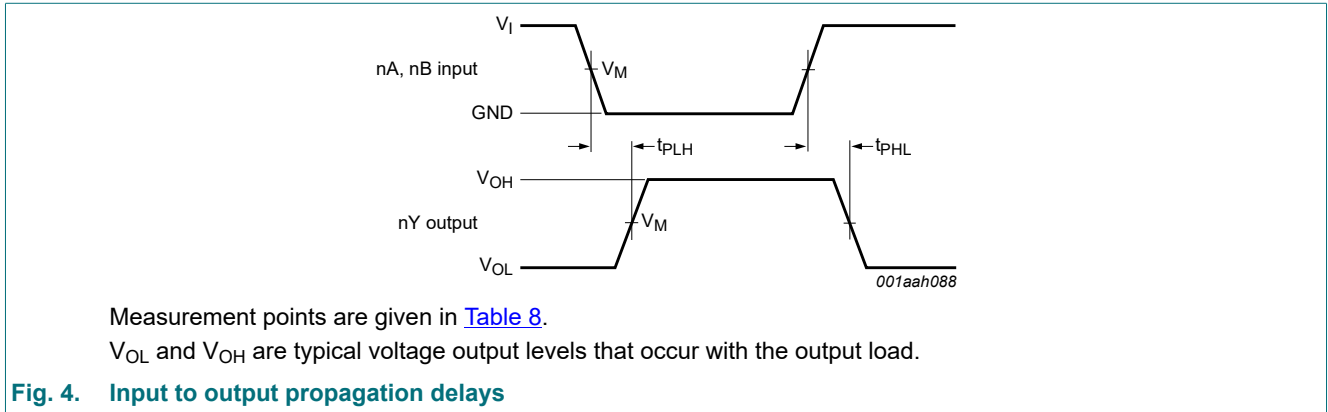 VI
nA, nB input
VM
GND
tPLH
tPHL
VOH
nY output
VM
VOL
001aah088
Measurement points are given in Table 8.
VOL and VOH are typical voltage output levels that occur with the output load.
Fig. 4. Input to output propagation delays